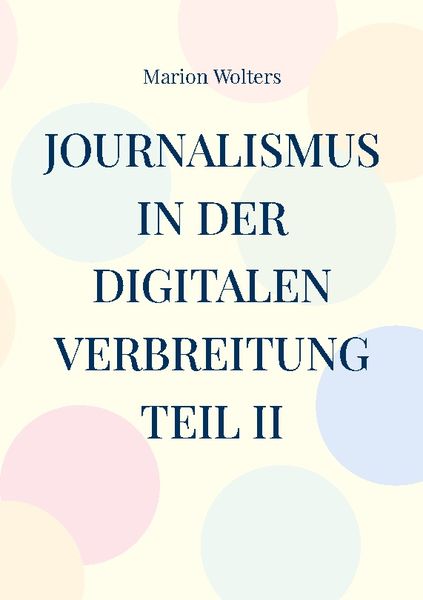 Marion Wolters
JOURNALISMUS
IN DER
DIGITALEN
VERBREITUNG
TEIL II